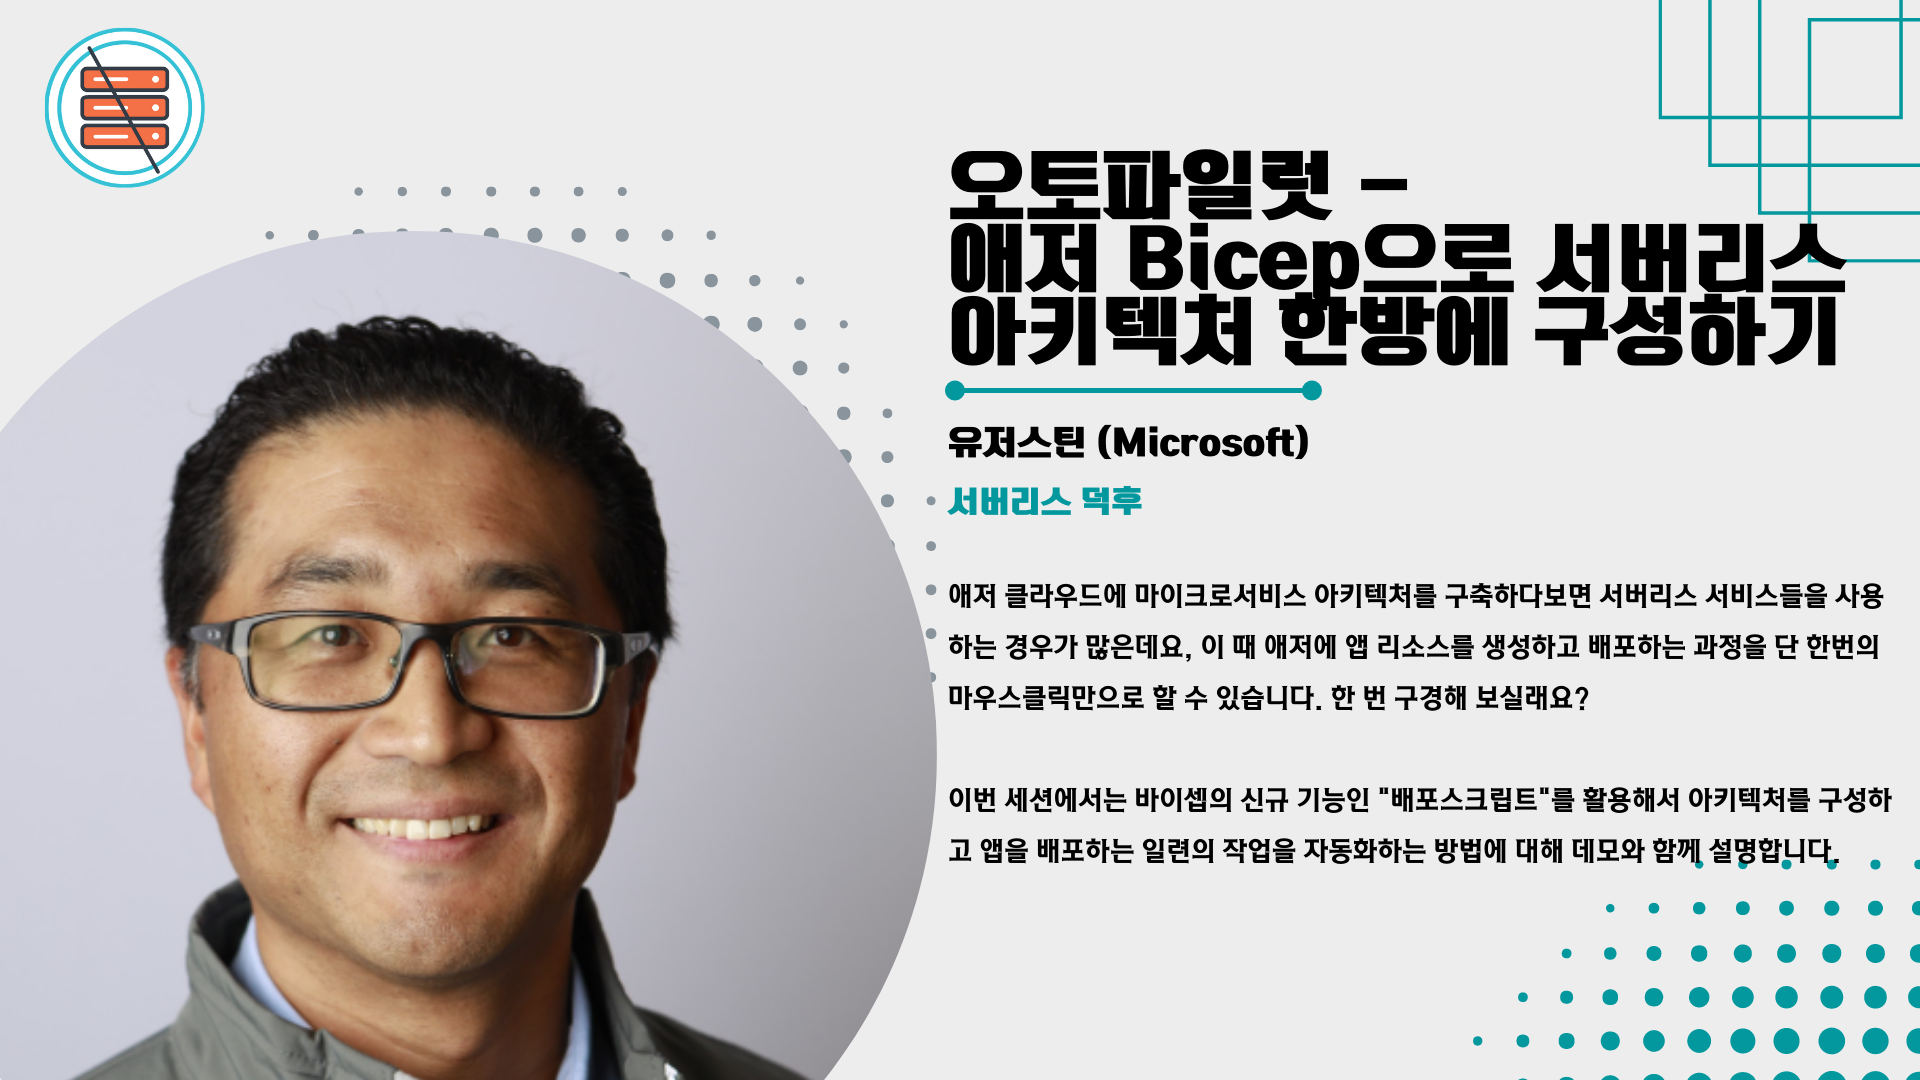 오토파일럿 –
애저 Bicep으로 서버리스
아키텍처 한방에 구성하기
유저스틴 (Microsoft)
서버리스 덕후
애저 클라우드에 마이크로서비스 아키텍처를 구축하다보면 서버리스 서비스들을 사용
하는 경우가 많은데요, 이 때 애저에 앱 리소스를 생성하고 배포하는 과정을 단 한번의
마우스클릭만으로 할 수 있습니다. 한 번 구경해 보실래요?
이번 세션에서는 바이셉의 신규 기능인 "배포스크립트"를 활용해서 아키텍처를 구성하
고 앱을 배포하는 일련의 작업을 자동화하는 방법에 대해 데모와 함께 설명합니다.